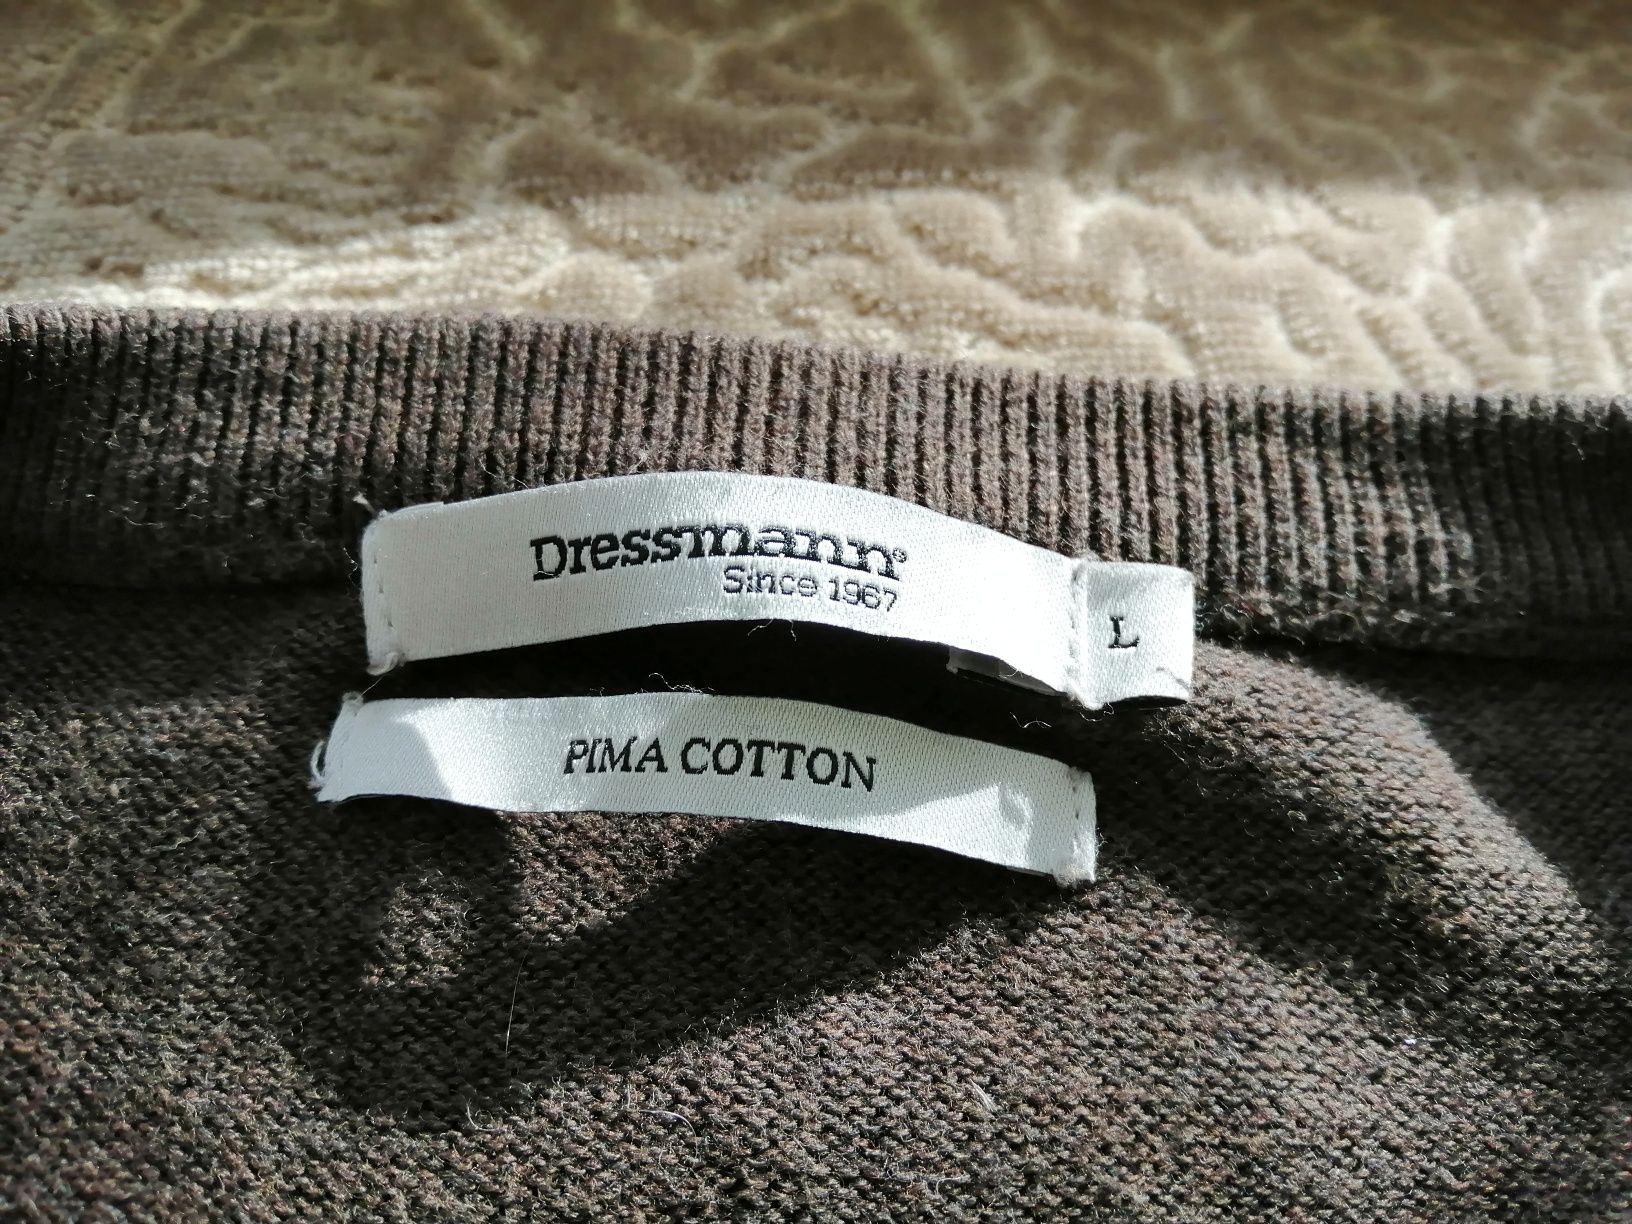 Dressmann®
Since 1967
L
PIMA COTTON